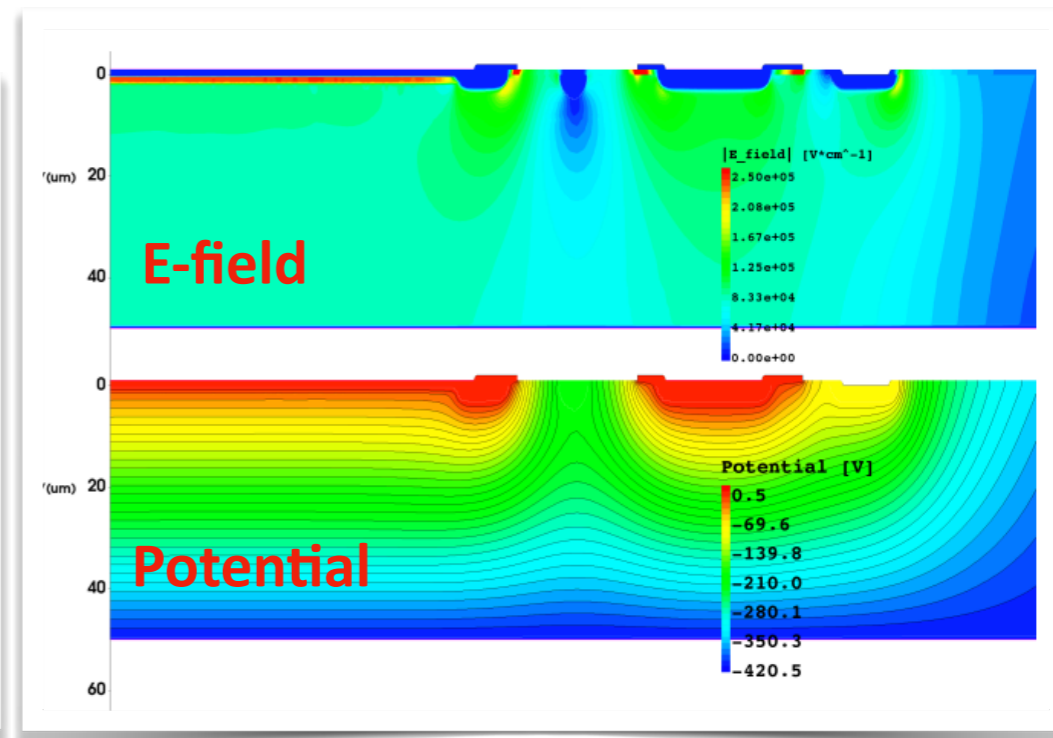 0
'(um)
20
40
|E_field| [V*cm^-1]
2.50e+05
2.08e+05
1.67e+05
1.25e+05
8.33e+04
4.17e+04
0.00e+00
E-field
0
'(um)
20
40
60
Potential [V]
0.5
-69.6
-139.8
-210.0
-280.1
-350.3
-420.5
Potential